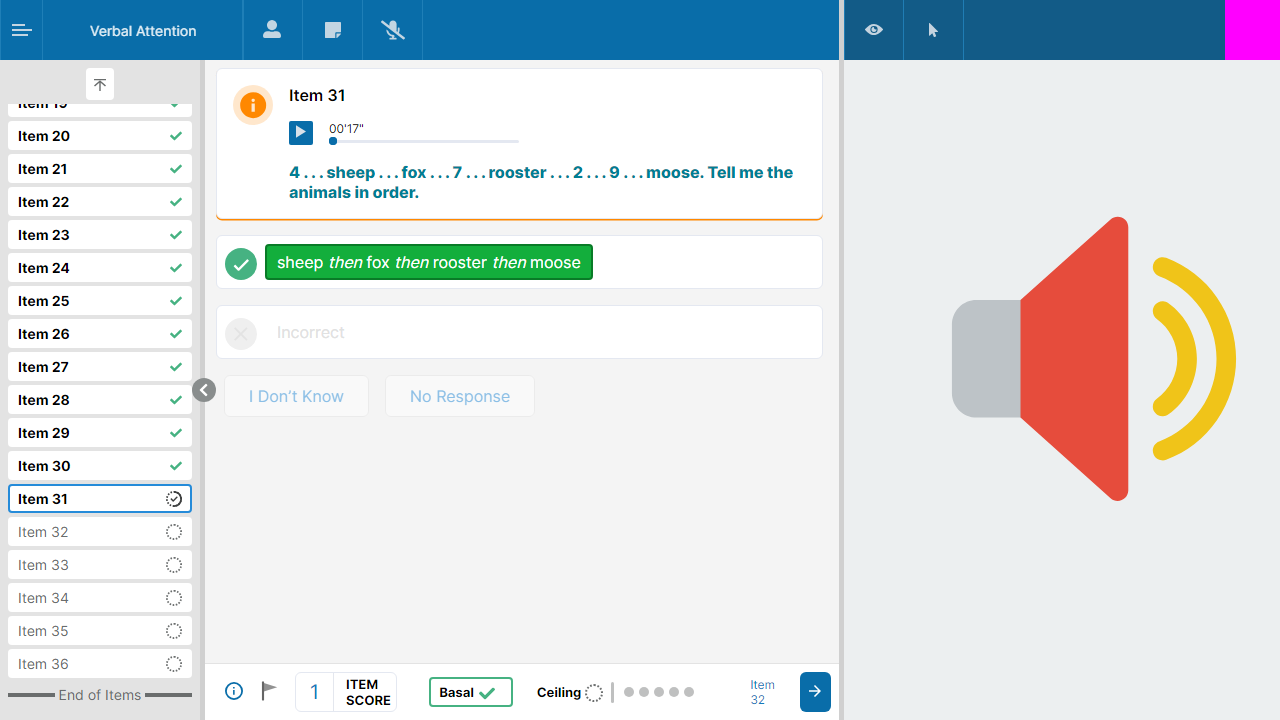 Verbal Attention
Item 19
Item 20
Item 21
Item 22
Item 23
Item 24
Item 25
Item 26
Item 27
Item 28
Item 29
Item 30
Item 31
Item 32
Item 33
Item 34
Item 35
Item 36
End of Items
Item 31
00'17"
4 . . . sheep . . . fox . . . 7 . . . rooster . . . 2 . . . 9 . . . moose. Tell me the
animals in order.
sheep then fox then rooster then moose
Incorrect
I Don't Know
No Response
1
ITEM
SCORE
Basal
Ceiling
Item
32